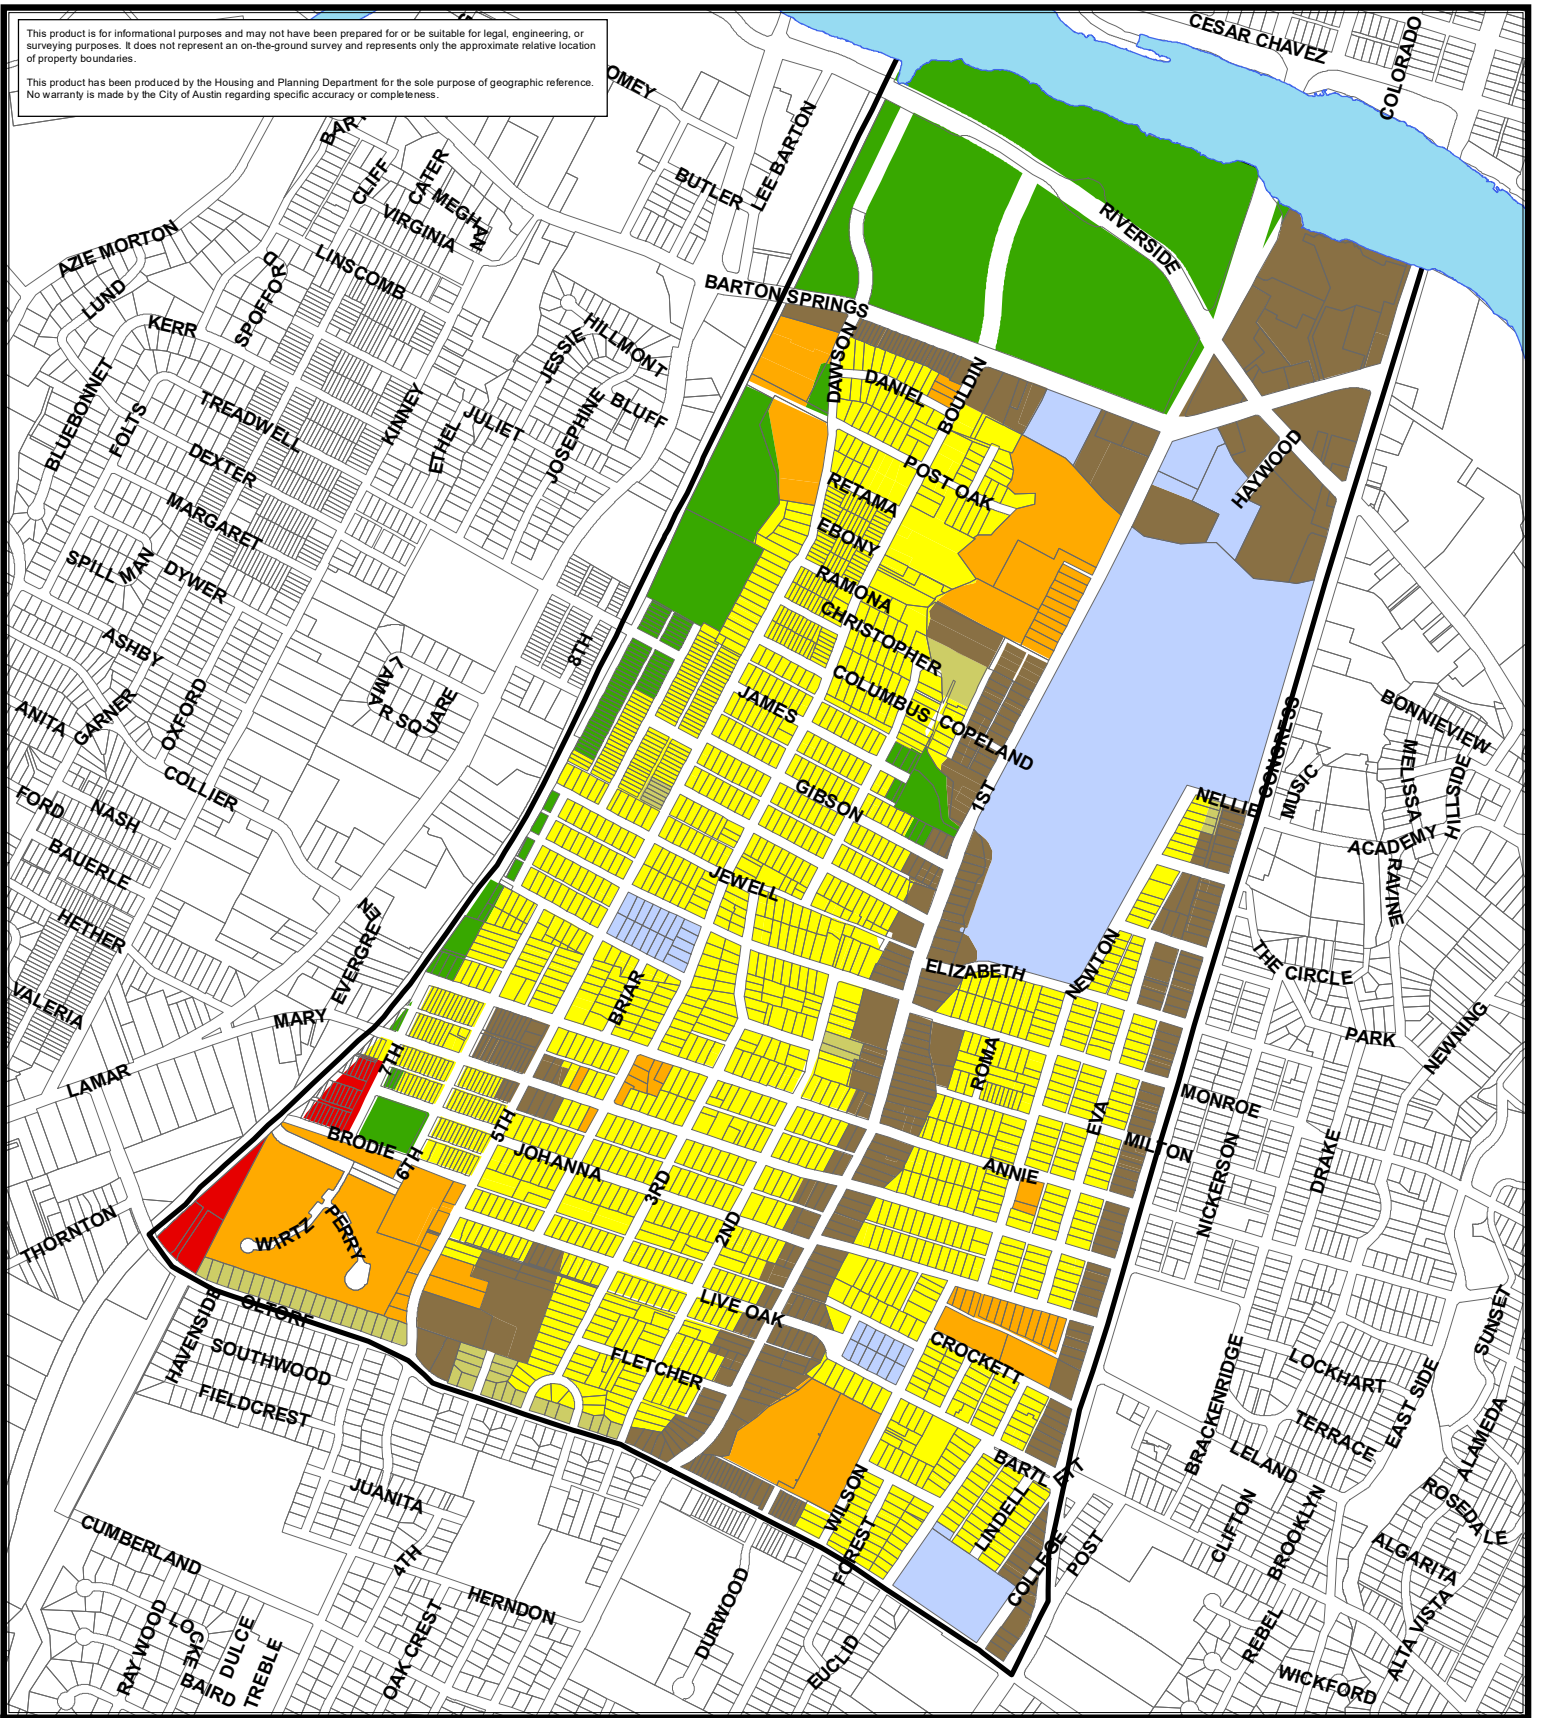 This product is for informational purposes and may not have been prepared for or be suitable for legal, engineering, or
surveying purposes. It does not represent an on-the-ground survey and represents only the approximate relative location
of property boundaries.
This product has been produced by the Housing and Planning Department for the sole purpose of geographic reference.
No warranty is made by the City of Austin regarding specific accuracy or completeness.
CESAR CHAVEZ
COLORADO
OMEY
BART
LEE BARTON
CLIFF
CATER
MEGHAN
BUTLER
VIRGINIA
RIVERSIDE
AZIE MORTON
LINSCOMB
LUND
SPOFFORD
BARTON SPRINGS
KERR
HILLMONT
JESSIE
DAWSON
DANIEL
BOULDIN
BLUEBONNET
FOLTS
TREADWELL
KINNEY
ETHEL
JULIET
JOSEPHINE
BLUFF
DEXTER
POST OAK
HAYWOOD
RETAMA
MARGARET
EBONY
SPILLMAN
DYWER
RAMONA
CHRISTOPHER
ASHBY
8TH
LAMAR SQUARE
COLUMBUS
JAMES
COPELAND
ANITA
GARNER
OXFORD
BONNIEVIEW
CONGRESS
MELISSA
HILLSIDE
MUSIC
COLLIER
GIBSON
1ST
NELLIE
FORD
NASH
ACADEMY
RAVINE
BAUERLE
JEWELL
HETHER
EVERGREEN
ELIZABETH
NEWTON
THE CIRCLE
VALERIA
BRIAR
MARY
PARK
NEWNING
LAMAR
7TH
ROMA
MONROE
EVA
BRODIE
6TH
5TH
JOHANNA
3RD
ANNIE
MILTON
NICKERSON
DRAKE
THORNTON
WIRTZ
PERRY
2ND
HAVENSIDE
OLTORF
LIVE OAK
SUNSET
SOUTHWOOD
FLETCHER
CROCKETT
BRACKENRIDGE
LOCKHART
EAST SIDE
FIELDCREST
TERRACE
ALAMEDA
LELAND
BARTLETT
JUANITA
WILSON
LINDELL
ROSEDALE
CUMBERLAND
4TH
FOREST
COLLEGE
POST
CLIFTON
BROOKLYN
ALGARITA
HERNDON
DURWOOD
RAYWOOD
LOCKE
DULCE
TREBLE
BAIRD
OAK CREST
EUCLID
REBEL
ALTA VISTA
WICKFORD